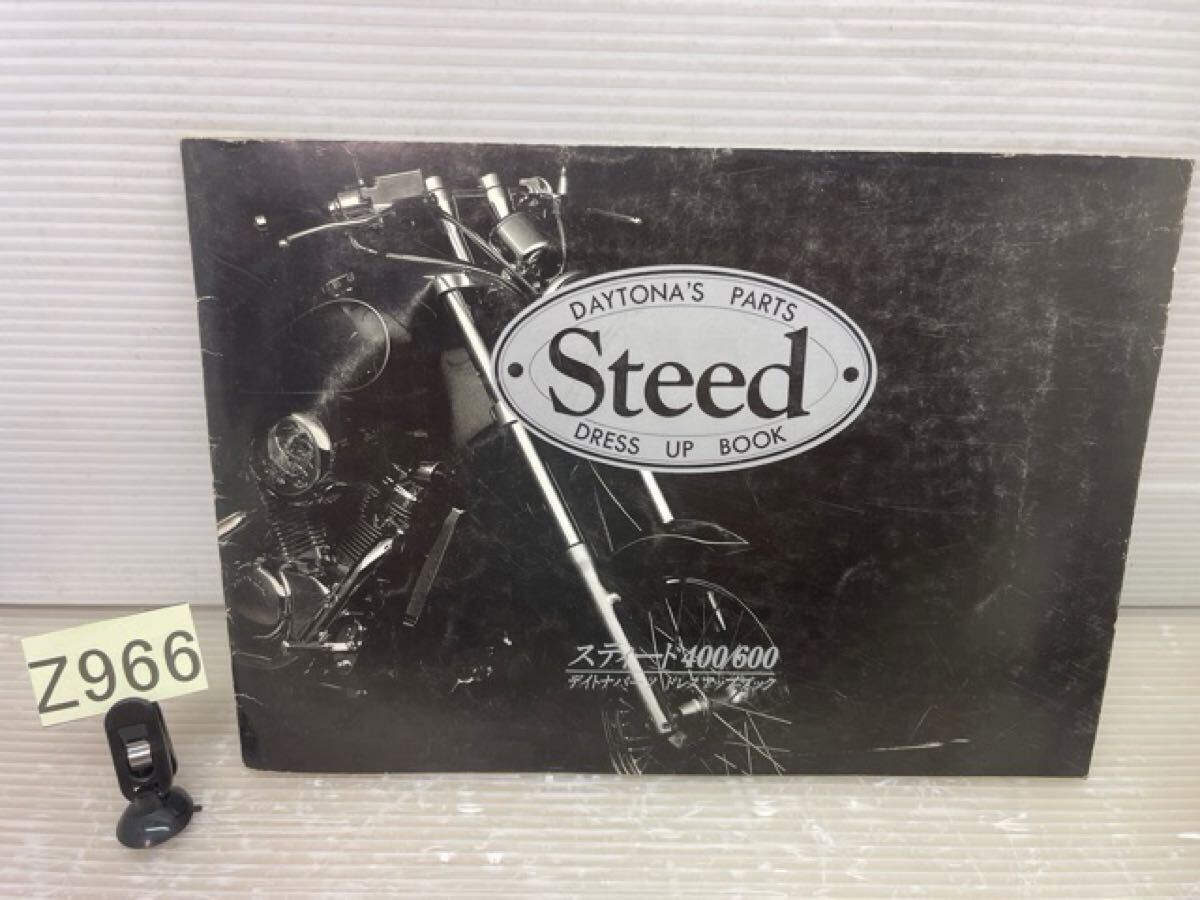 DAYTONA'S PARTS
Steed
DRESS UP BOOK
スティード400/600
デイトナパーツドレスアップブック
Z966